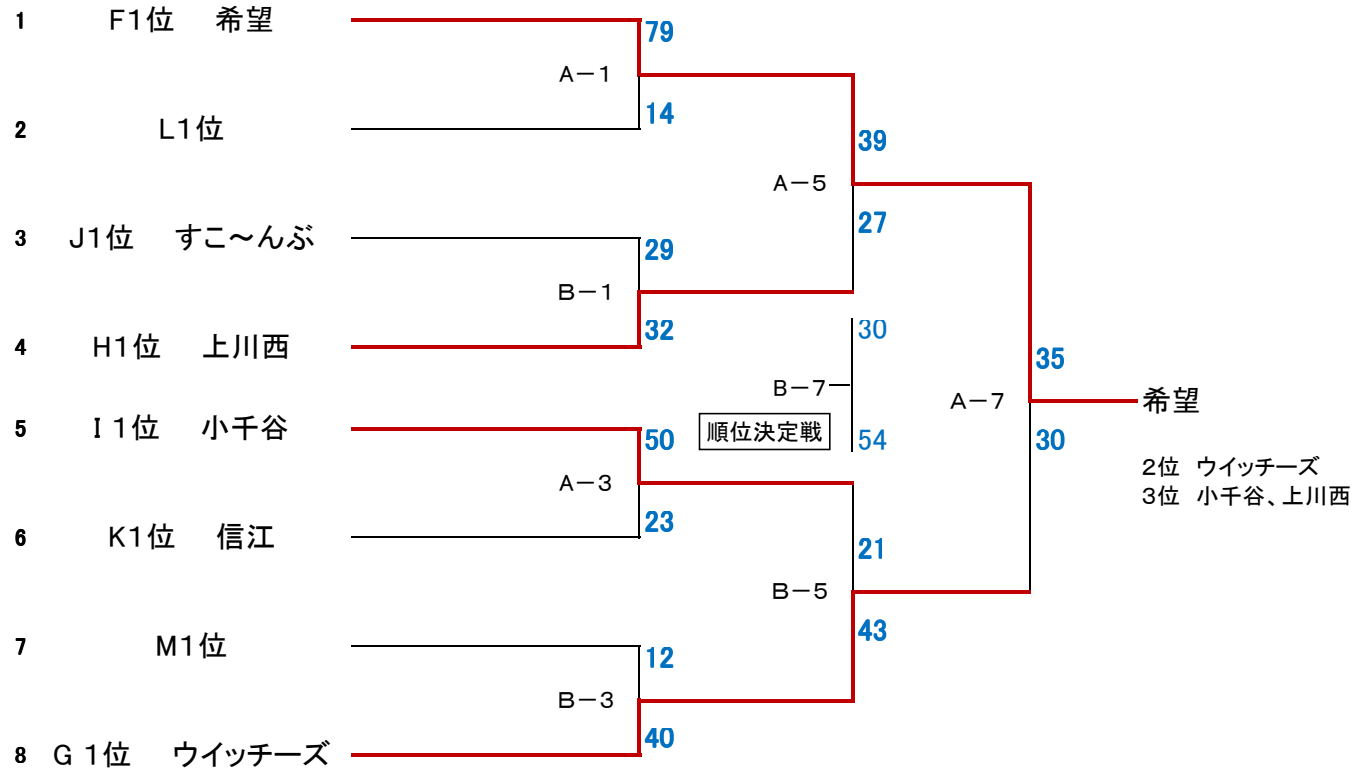 1 F1位 希望
79
A-1
14
2 L1位
39
A-5
27
3 J1位 すこ~んぶ
29
B-1
32
4 H1位 上川西
30
B-7
54
順位決定戦
35
A-7
30
希望
2位 ウイッチーズ
3位 小千谷、上川西
5 I 1位 小千谷
50
A-3
23
6 K1位 信江
21
B-5
43
7 M1位
12
B-3
40
8 G 1位 ウイッチーズ